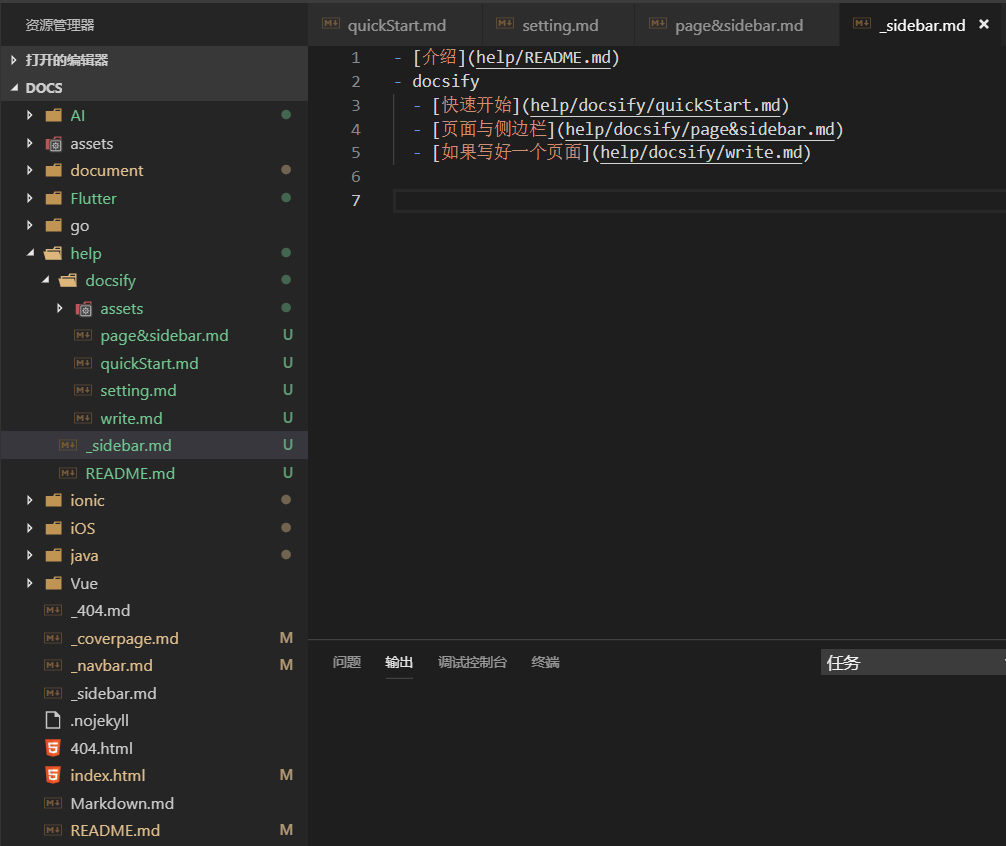 资源管理器
打开的编辑器
DOCS
AI
assets
document
Flutter
go
help
docsify
assets
page&sidebar.md U
quickStart.md U
setting.md U
write.md U
_sidebar.md U
README.md U
ionic
iOS
java
Vue
_404.md
_coverpage.md M
_navbar.md M
_sidebar.md
.nojekyll
404.html
index.html M
Markdown.md
README.md M
quickStart.md setting.md page&sidebar.md _sidebar.md ×
1 - [介绍](help/README.md)
2 - docsify
3 - [快速开始](help/docsify/quickStart.md)
4 - [页面与侧边栏](help/docsify/page&sidebar.md)
5 - [如果写好一个页面](help/docsify/write.md)
6
7
问题 输出 调试控制台 终端 任务